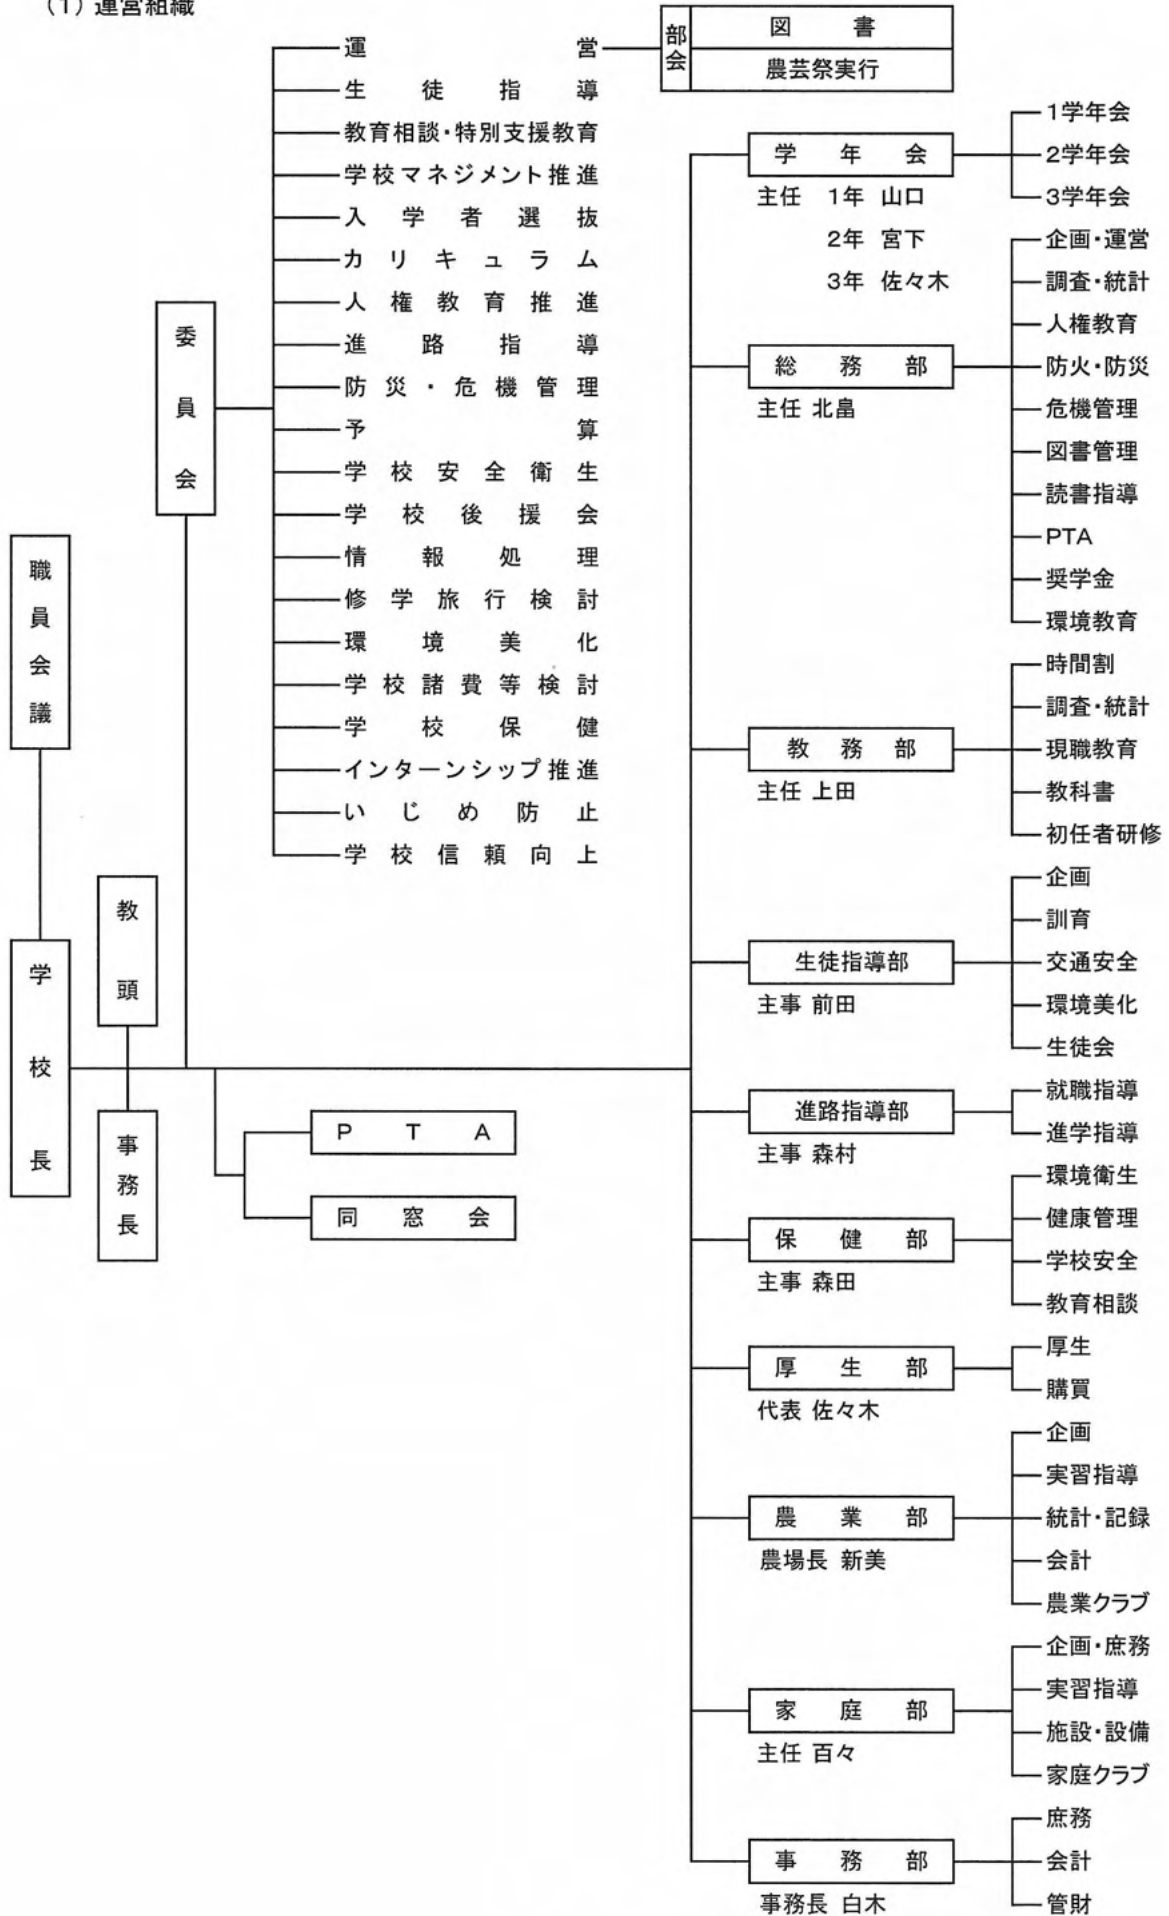 (1) 運営組織
運営
生徒指導
教育相談・特別支援教育
学校マネジメント推進
入学者選抜
カリキュラム
人権教育推進
進路指導
防災・危機管理
予算
学校安全衛生
学校後援会
情報処理
修学旅行検討
環境美化
学校諸費等検討
学校保健
インターンシップ推進
いじめ防止
学校信頼向上
部会
図書
農芸祭実行
委員会
職員会議
学校長
教頭
事務長
PTA
同窓会
学年会
主任 1年 山口
2年 宮下
3年 佐々木
1学年会
2学年会
3学年会
総務部
主任 北畠
企画・運営
調査・統計
人権教育
防火・防災
危機管理
図書管理
読書指導
PTA
奨学金
環境教育
教務部
主任 上田
時間割
調査・統計
現職教育
教科書
初任者研修
生徒指導部
主事 前田
企画
訓育
交通安全
環境美化
生徒会
進路指導部
主事 森村
就職指導
進学指導
保健部
主事 森田
環境衛生
健康管理
学校安全
教育相談
厚生部
代表 佐々木
厚生
購買
農業部
農場長 新美
企画
実習指導
統計・記録
会計
農業クラブ
家庭部
主任 百々
企画・庶務
実習指導
施設・設備
家庭クラブ
事務部
事務長 白木
庶務
会計
管財